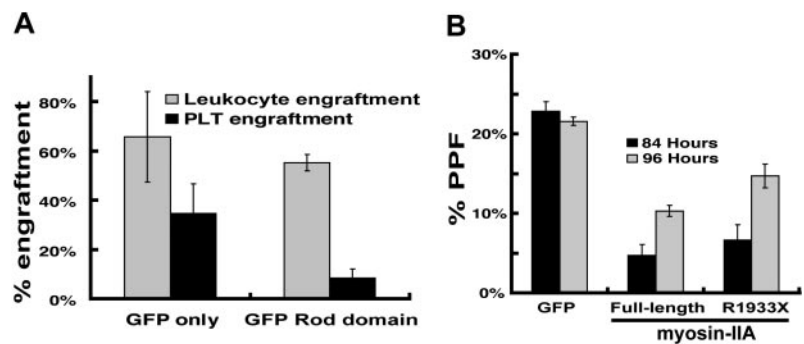 A
% engraftment
80%
60%
40%
20%
0%
Leukocyte engraftment
PLT engraftment
GFP only
GFP Rod domain
B
% PPF
30%
20%
10%
0%
84 Hours
96 Hours
GFP
Full-length
R1933X
myosin-IIA